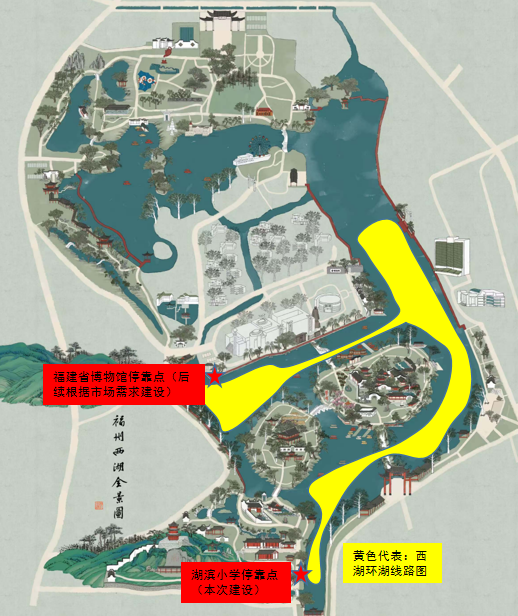 福建省博物馆停靠点（后
续根据市场需求建设）
福州西湖全景圖
湖滨小学停靠点
（本次建设）
黄色代表：西
湖环湖线路图